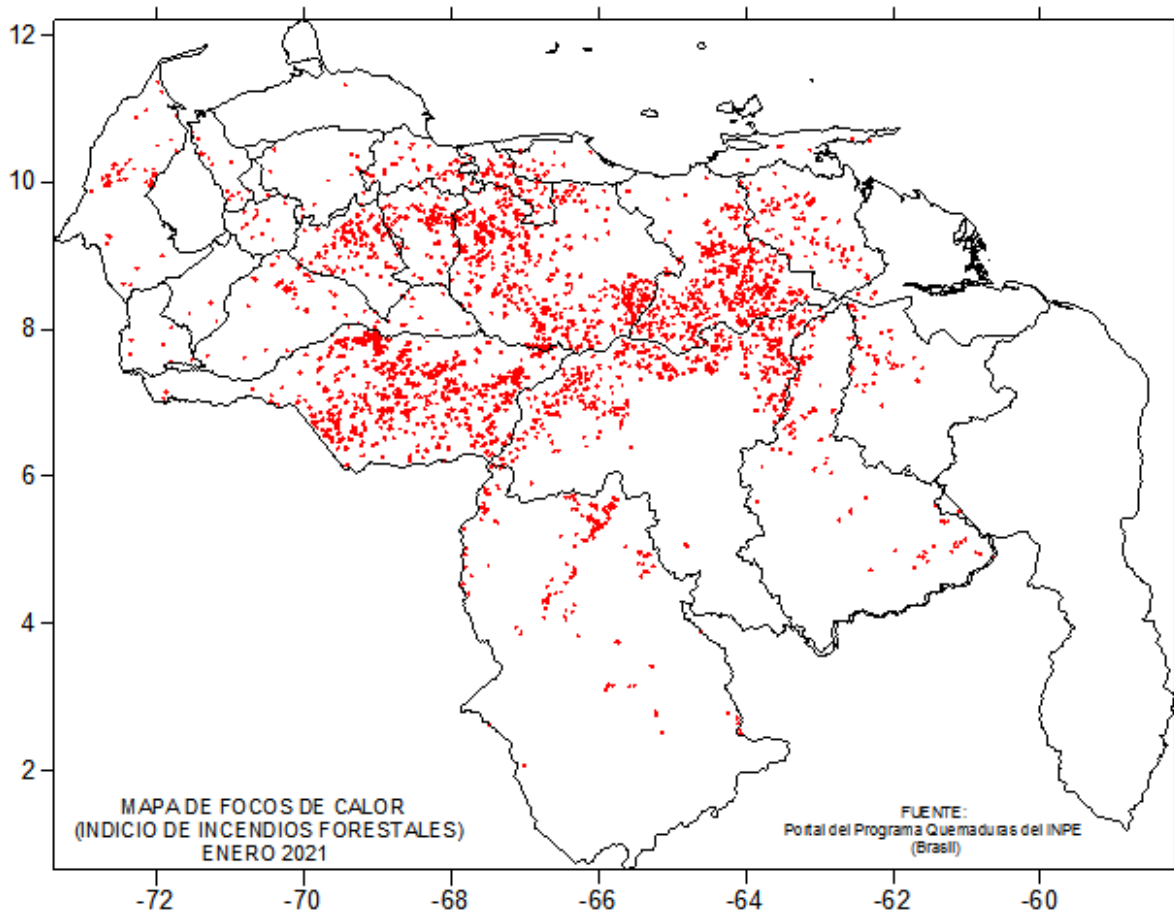 12
10
8
6
4
2
MAPA DE FOCOS DE CALOR
(INDICIO DE INCENDIOS FORESTALES)
ENERO 2021
FUENTE:
Portal del Programa Quemaduras del INPE
(Brasil)
-72
-70
-68
-66
-64
-62
-60